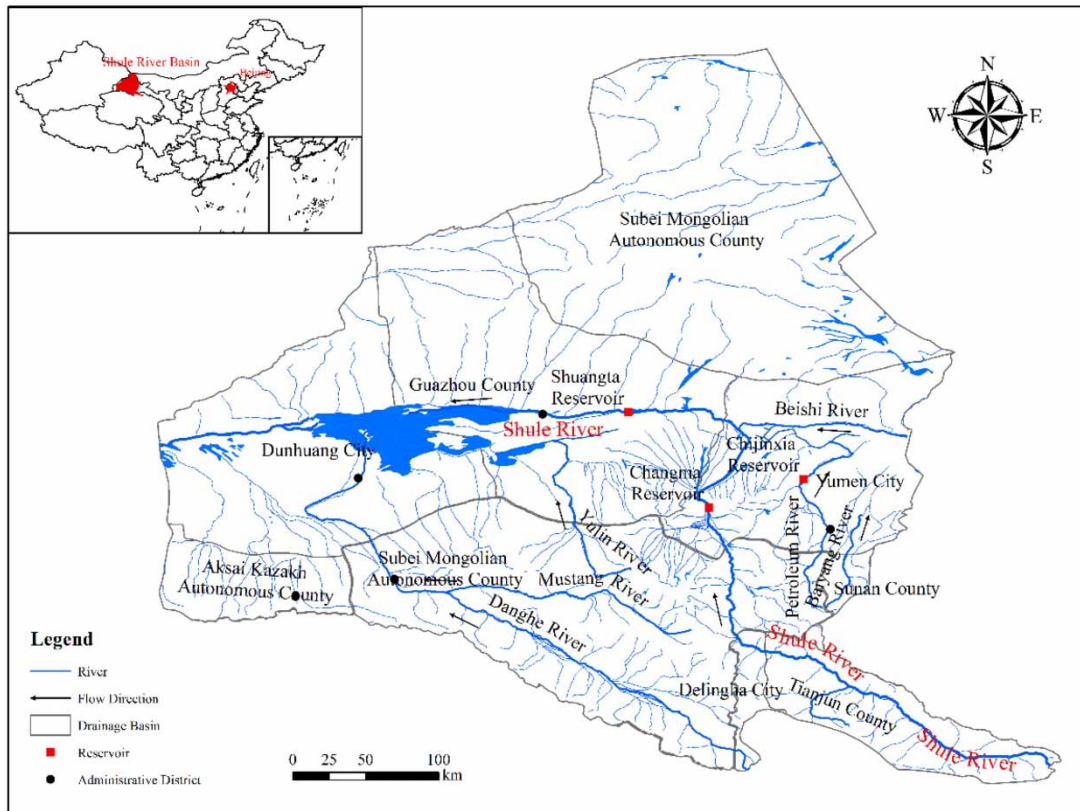 Shule River Basin
Beijing
N
W
E
S
Subei Mongolian
Autonomous County
Guazhou County
Shuangta
Reservoir
Beishi River
Shule River
Chijinxia
Reservoir
Dunhuang City
Changma
Reservoir
Yumen City
Yulin River
Petroleum River
Baiyang River
Subei Mongolian
Autonomous County
Mustang River
Aksai Kazakh
Autonomous County
Sunan County
Danghe River
Shule River
Delingha City
Tianjun County
Shule River
Legend
River
Flow Direction
Drainage Basin
Reservoir
Administrative District
0 25 50 100
km